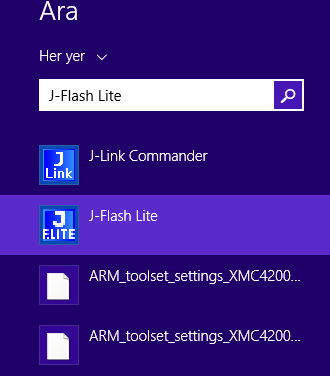 Ara
Her yer
J-Flash Lite
J
Link
J-Link Commander
J
F.LITE
J-Flash Lite
ARM_toolset_settings_XMC4200...
ARM_toolset_settings_XMC4200...